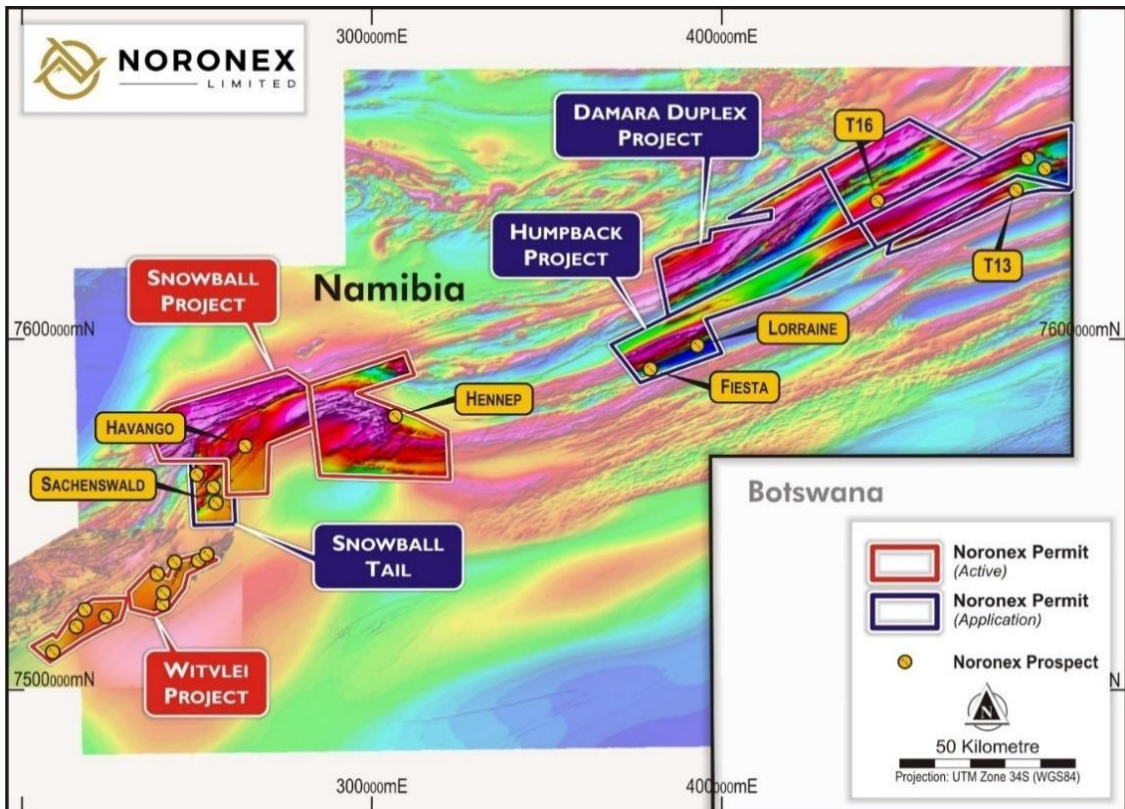 NORONEX
LIMITED
300000mE
400000mE
DAMARA DUPLEX
PROJECT
T16
HUMPBACK
PROJECT
SNOWBALL
PROJECT
Namibia
T13
7600000mN
7600000mN
LORRAINE
FIESTA
HENNEP
HAVANGO
SACHENSWALD
Botswana
SNOWBALL
TAIL
Noronex Permit
(Active)
Noronex Permit
(Application)
Noronex Prospect
WITVLEI
PROJECT
7500000mN
N
N
50 Kilometre
Projection: UTM Zone 34S (WGS84)
300000mE
400000mE